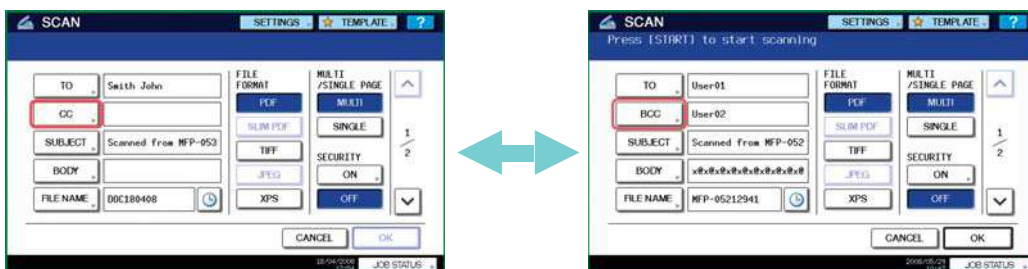 SCAN
SETTINGS
TEMPLATE
?
TO
Smith John
CC
SUBJECT
Scanned from MFP-053
BODY
FILE NAME
DOC180408
FILE FORMAT
PDF
SLIM PDF
TIFF
JPEG
XPS
MULTI
/SINGLE PAGE
MULTI
SINGLE
SECURITY
ON
OFF
1
/
2
CANCEL
OK
JOB STATUS
SCAN
SETTINGS
TEMPLATE
?
Press [START] to start scanning
TO
User01
BCC
User02
SUBJECT
Scanned from MFP-052
BODY
x0x0x0x0x0x0x0x0x0
FILE NAME
MFP-05212941
FILE FORMAT
PDF
SLIM PDF
TIFF
JPEG
XPS
MULTI
/SINGLE PAGE
MULTI
SINGLE
SECURITY
ON
OFF
1
/
2
CANCEL
OK
JOB STATUS